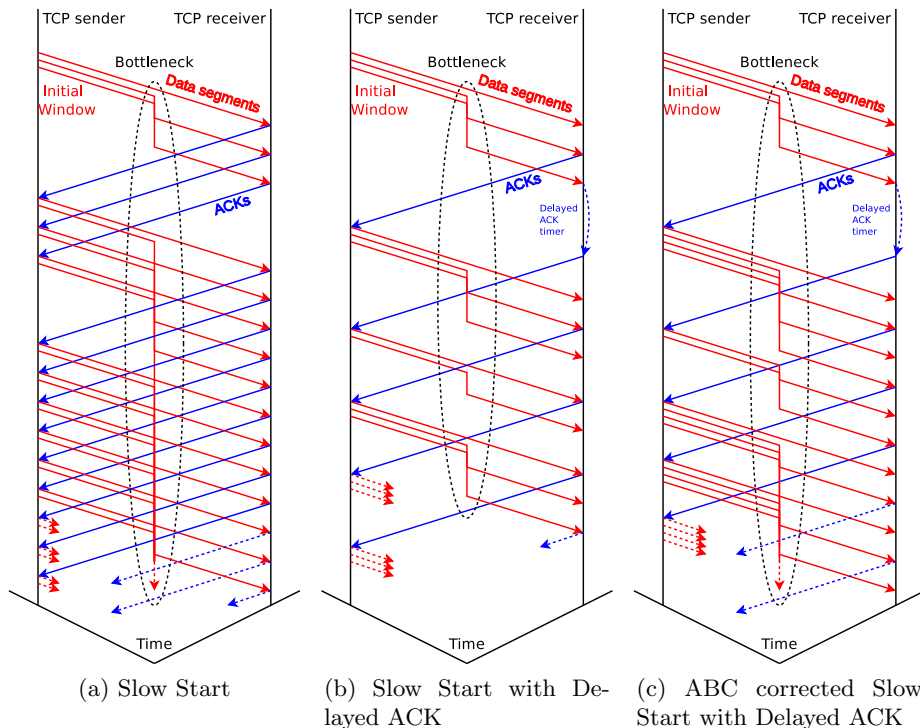 TCP sender
TCP receiver
Bottleneck
Data segments
Initial
Window
ACKs
Time
(a) Slow Start
TCP sender
TCP receiver
Bottleneck
Data segments
Initial
Window
ACKs
Delayed
ACK
timer
Time
(b) Slow Start with De-
layed ACK
TCP sender
TCP receiver
Bottleneck
Data segments
Initial
Window
ACKs
Delayed
ACK
timer
Time
(c) ABC corrected Slow
Start with Delayed ACK